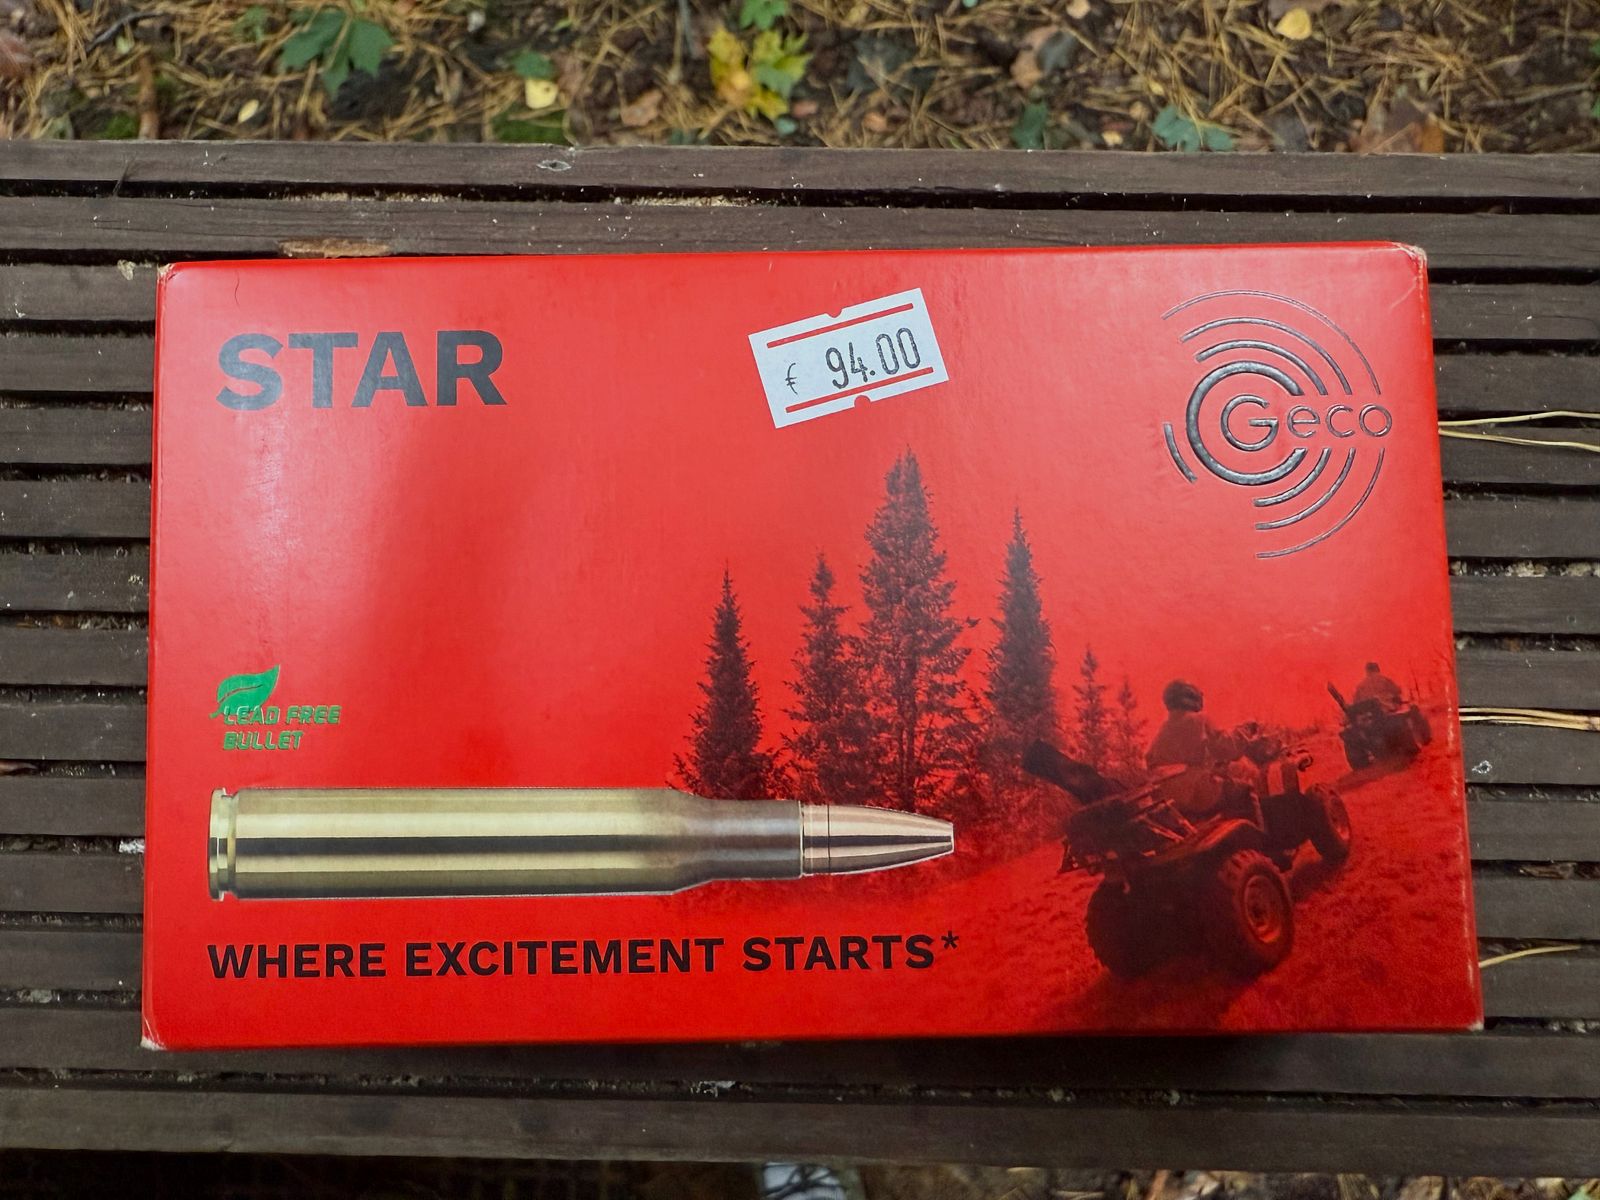 STAR
€ 94.00
Geco
LEAD FREE
BULLET
WHERE EXCITEMENT STARTS*